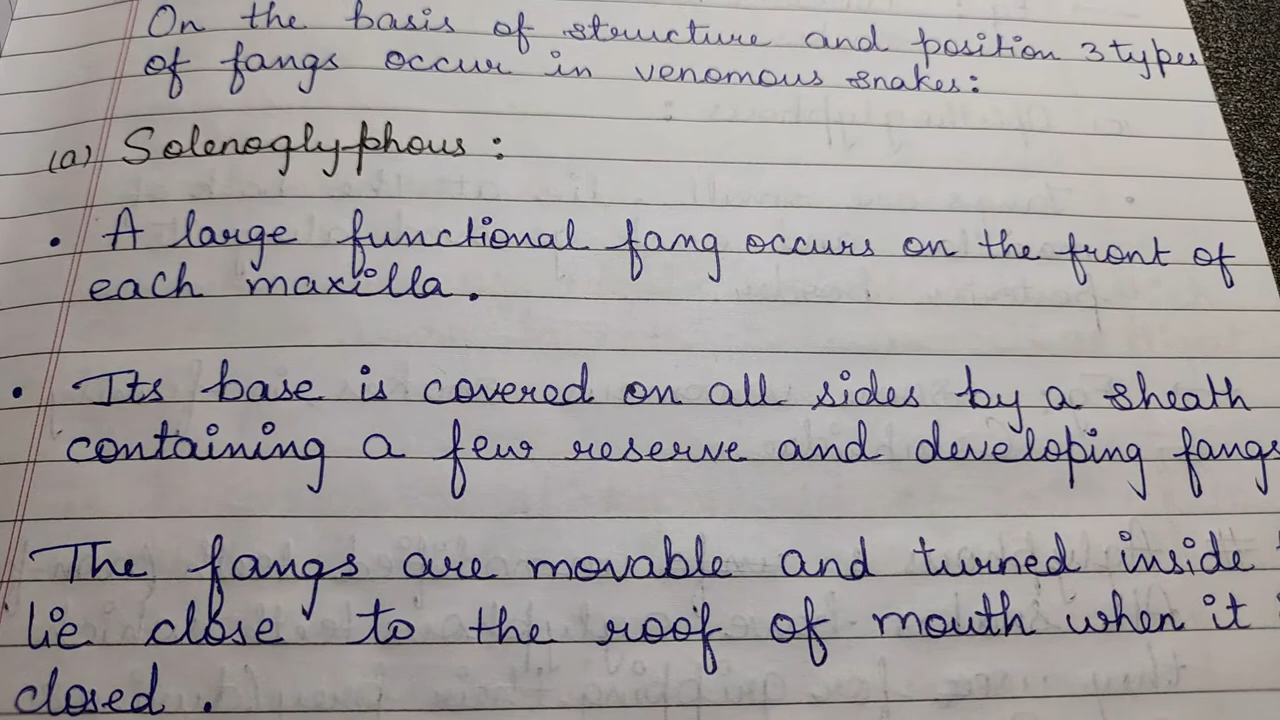 On the basis of structure and position 3 types
of fangs occur in venomous snakes:
(a) Solenoglyphous :
• A large functional fang occurs on the front of
each maxilla.
• Its base is covered on all sides by a sheath
containing a few reserve and developing fangs
The fangs are movable and turned inside
lie close to the roof of mouth when it
closed.